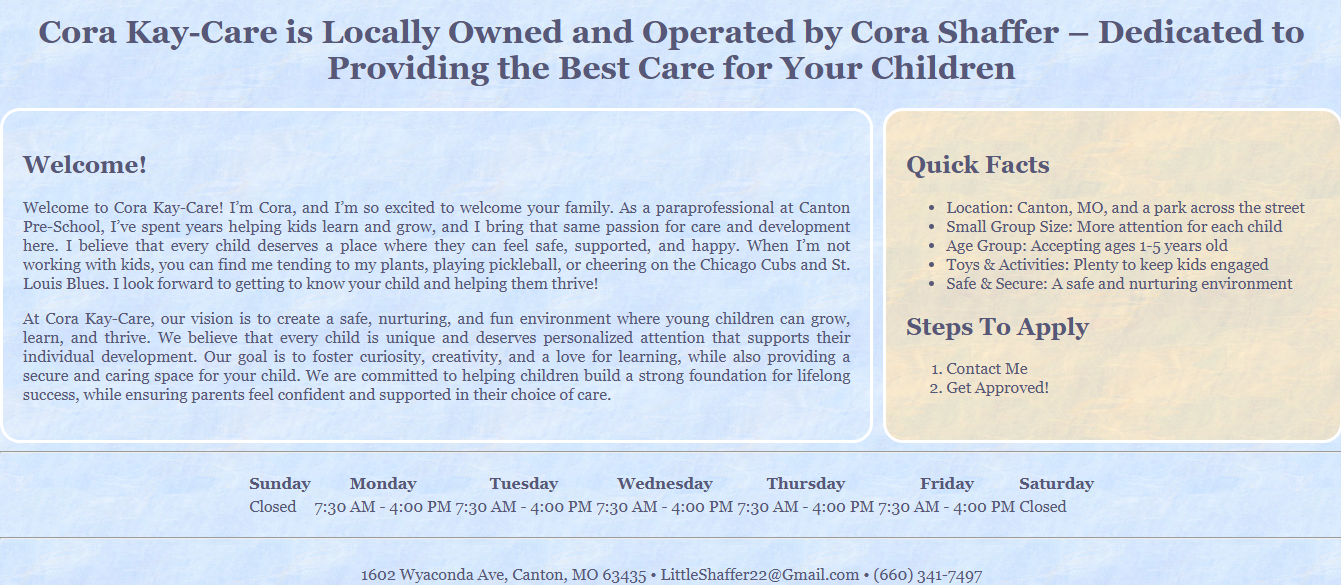 Cora Kay-Care is Locally Owned and Operated by Cora Shaffer – Dedicated to
Providing the Best Care for Your Children
Welcome!
Welcome to Cora Kay-Care! I’m Cora, and I’m so excited to welcome your family. As a paraprofessional at Canton
Pre-School, I’ve spent years helping kids learn and grow, and I bring that same passion for care and development
here. I believe that every child deserves a place where they can feel safe, supported, and happy. When I’m not
working with kids, you can find me tending to my plants, playing pickleball, or cheering on the Chicago Cubs and St.
Louis Blues. I look forward to getting to know your child and helping them thrive!
At Cora Kay-Care, our vision is to create a safe, nurturing, and fun environment where young children can grow,
learn, and thrive. We believe that every child is unique and deserves personalized attention that supports their
individual development. Our goal is to foster curiosity, creativity, and a love for learning, while also providing a
secure and caring space for your child. We are committed to helping children build a strong foundation for lifelong
success, while ensuring parents feel confident and supported in their choice of care.
Quick Facts
• Location: Canton, MO, and a park across the street
• Small Group Size: More attention for each child
• Age Group: Accepting ages 1-5 years old
• Toys & Activities: Plenty to keep kids engaged
• Safe & Secure: A safe and nurturing environment
Steps To Apply
1. Contact Me
2. Get Approved!
Sunday Monday Tuesday Wednesday Thursday Friday Saturday
Closed 7:30 AM - 4:00 PM 7:30 AM - 4:00 PM 7:30 AM - 4:00 PM 7:30 AM - 4:00 PM 7:30 AM - 4:00 PM Closed
1602 Wyaconda Ave, Canton, MO 63435 • LittleShaffer22@Gmail.com • (660) 341-7497